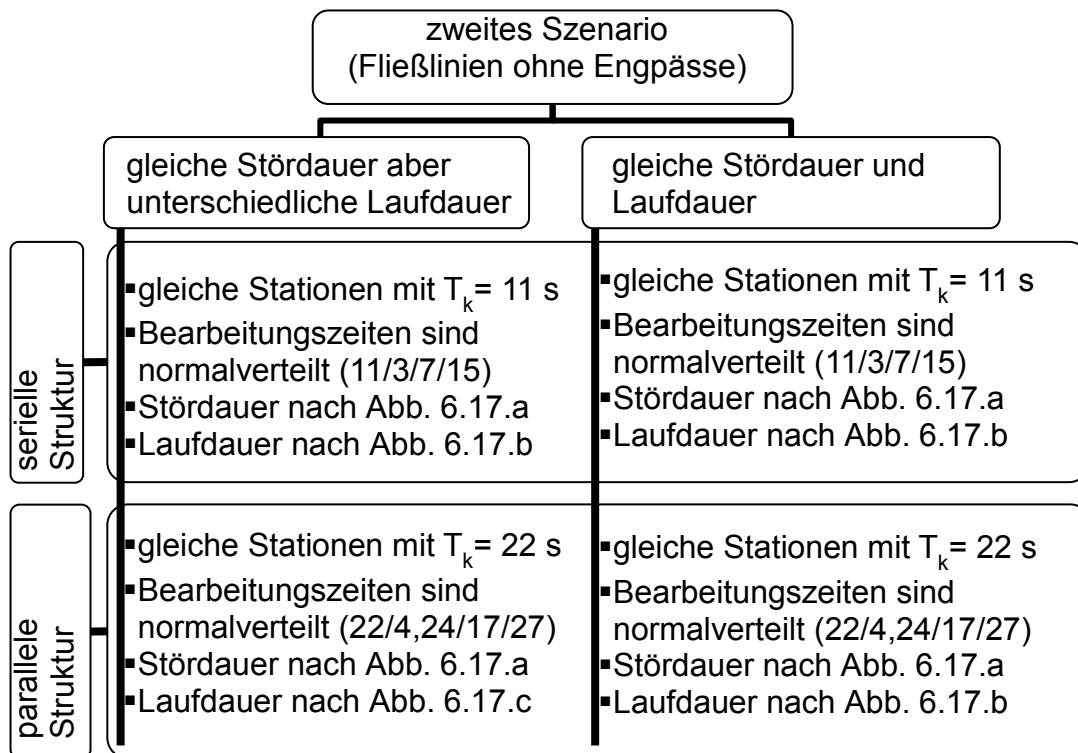 zweites Szenario
(Fließlinien ohne Engpässe)
gleiche Stördauer aber
unterschiedliche Laufdauer
gleiche Stördauer und
Laufdauer
serielle
Struktur
▪gleiche Stationen mit T_k= 11 s
▪Bearbeitungszeiten sind
normalverteilt (11/3/7/15)
▪Stördauer nach Abb. 6.17.a
▪Laufdauer nach Abb. 6.17.b
▪gleiche Stationen mit T_k= 11 s
▪Bearbeitungszeiten sind
normalverteilt (11/3/7/15)
▪Stördauer nach Abb. 6.17.a
▪Laufdauer nach Abb. 6.17.b
parallele
Struktur
▪gleiche Stationen mit T_k= 22 s
▪Bearbeitungszeiten sind
normalverteilt (22/4,24/17/27)
▪Stördauer nach Abb. 6.17.a
▪Laufdauer nach Abb. 6.17.c
▪gleiche Stationen mit T_k= 22 s
▪Bearbeitungszeiten sind
normalverteilt (22/4,24/17/27)
▪Stördauer nach Abb. 6.17.a
▪Laufdauer nach Abb. 6.17.b